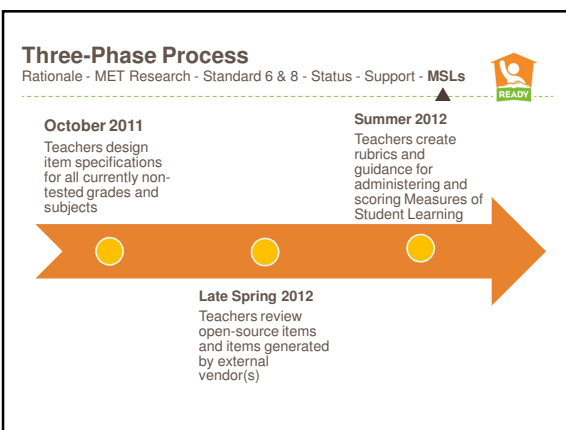 Three-Phase Process
Rationale - MET Research - Standard 6 & 8 - Status - Support - MSLs
READY
October 2011
Teachers design
item specifications
for all currently non-
tested grades and
subjects
Summer 2012
Teachers create
rubrics and
guidance for
administering and
scoring Measures of
Student Learning
Late Spring 2012
Teachers review
open-source items
and items generated
by external
vendor(s)